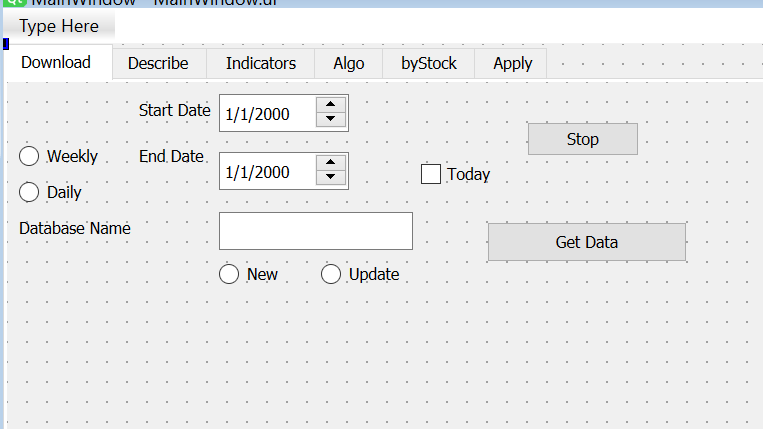 MainWindow - MainWindow.ui
Type Here
Download Describe Indicators Algo byStock Apply
Start Date 1/1/2000
Stop
Weekly End Date 1/1/2000
Today
Daily
Database Name
Get Data
New Update